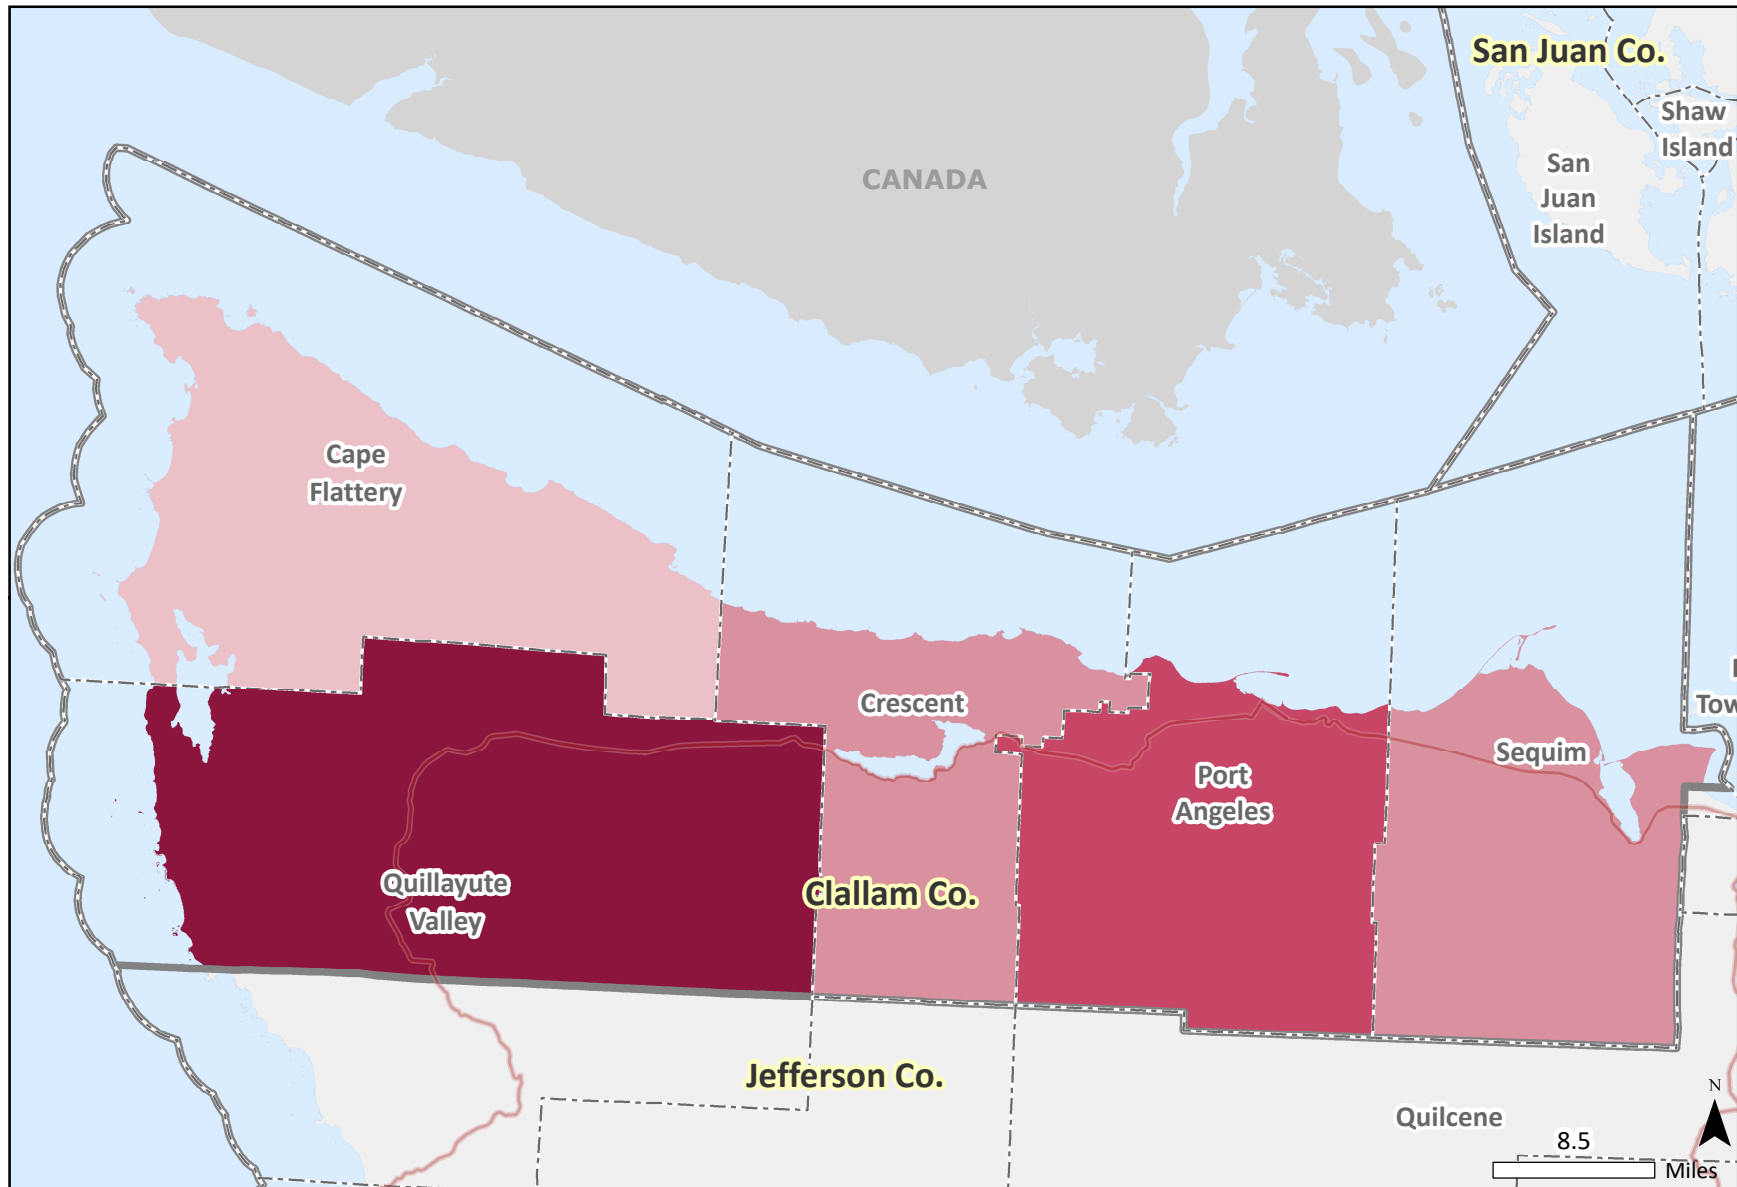 San Juan Co.
Shaw
Island
San
Juan
Island
CANADA
Cape
Flattery
Crescent
Sequim
Port
Angeles
Quillayute
Valley
Clallam Co.
Jefferson Co.
Quilcene
N
8.5
Miles